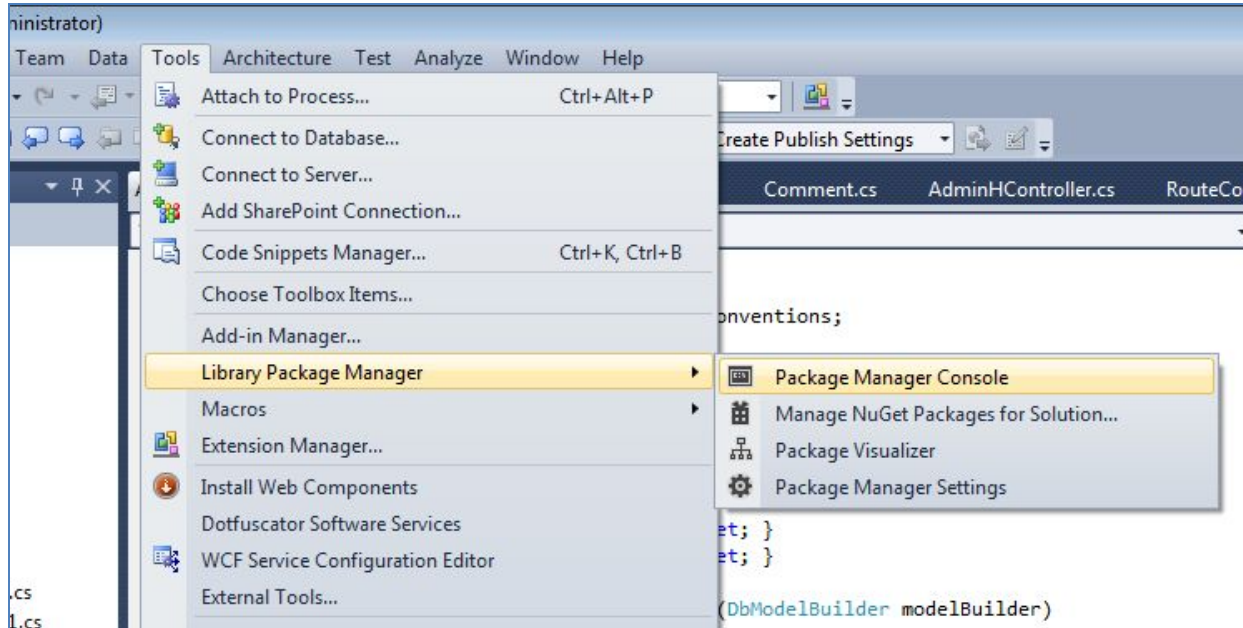 ninistrator)
Team Data Tools Architecture Test Analyze Window Help
Attach to Process... Ctrl+Alt+P
Connect to Database...
Create Publish Settings
Connect to Server...
Comment.cs AdminHController.cs RouteCo
Add SharePoint Connection...
Code Snippets Manager... Ctrl+K, Ctrl+B
Choose Toolbox Items...
onventions;
Add-in Manager...
Library Package Manager
Package Manager Console
Macros
Manage NuGet Packages for Solution...
Extension Manager...
Package Visualizer
Install Web Components
Package Manager Settings
Dotfuscator Software Services
et; }
WCF Service Configuration Editor
et; }
External Tools...
.cs
(DbModelBuilder modelBuilder)
1.cs